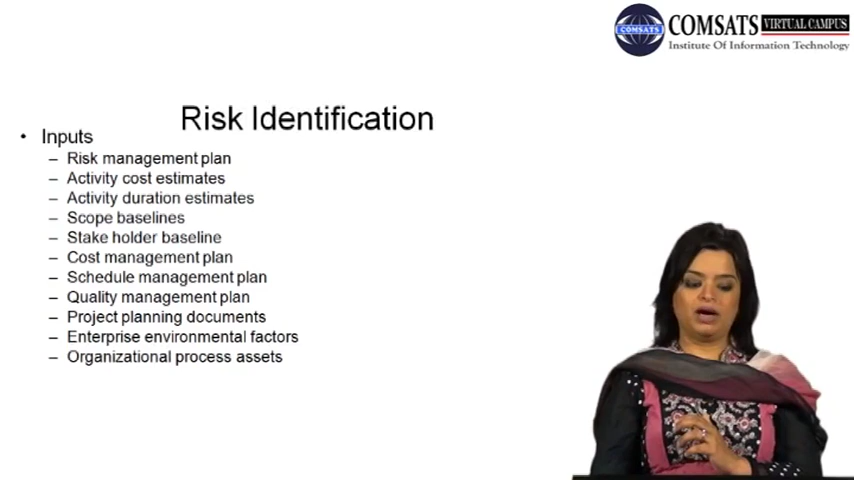 COMSATS
COMSATS VIRTUAL CAMPUS
Institute Of Information Technology
Risk Identification
• Inputs
– Risk management plan
– Activity cost estimates
– Activity duration estimates
– Scope baselines
– Stake holder baseline
– Cost management plan
– Schedule management plan
– Quality management plan
– Project planning documents
– Enterprise environmental factors
– Organizational process assets